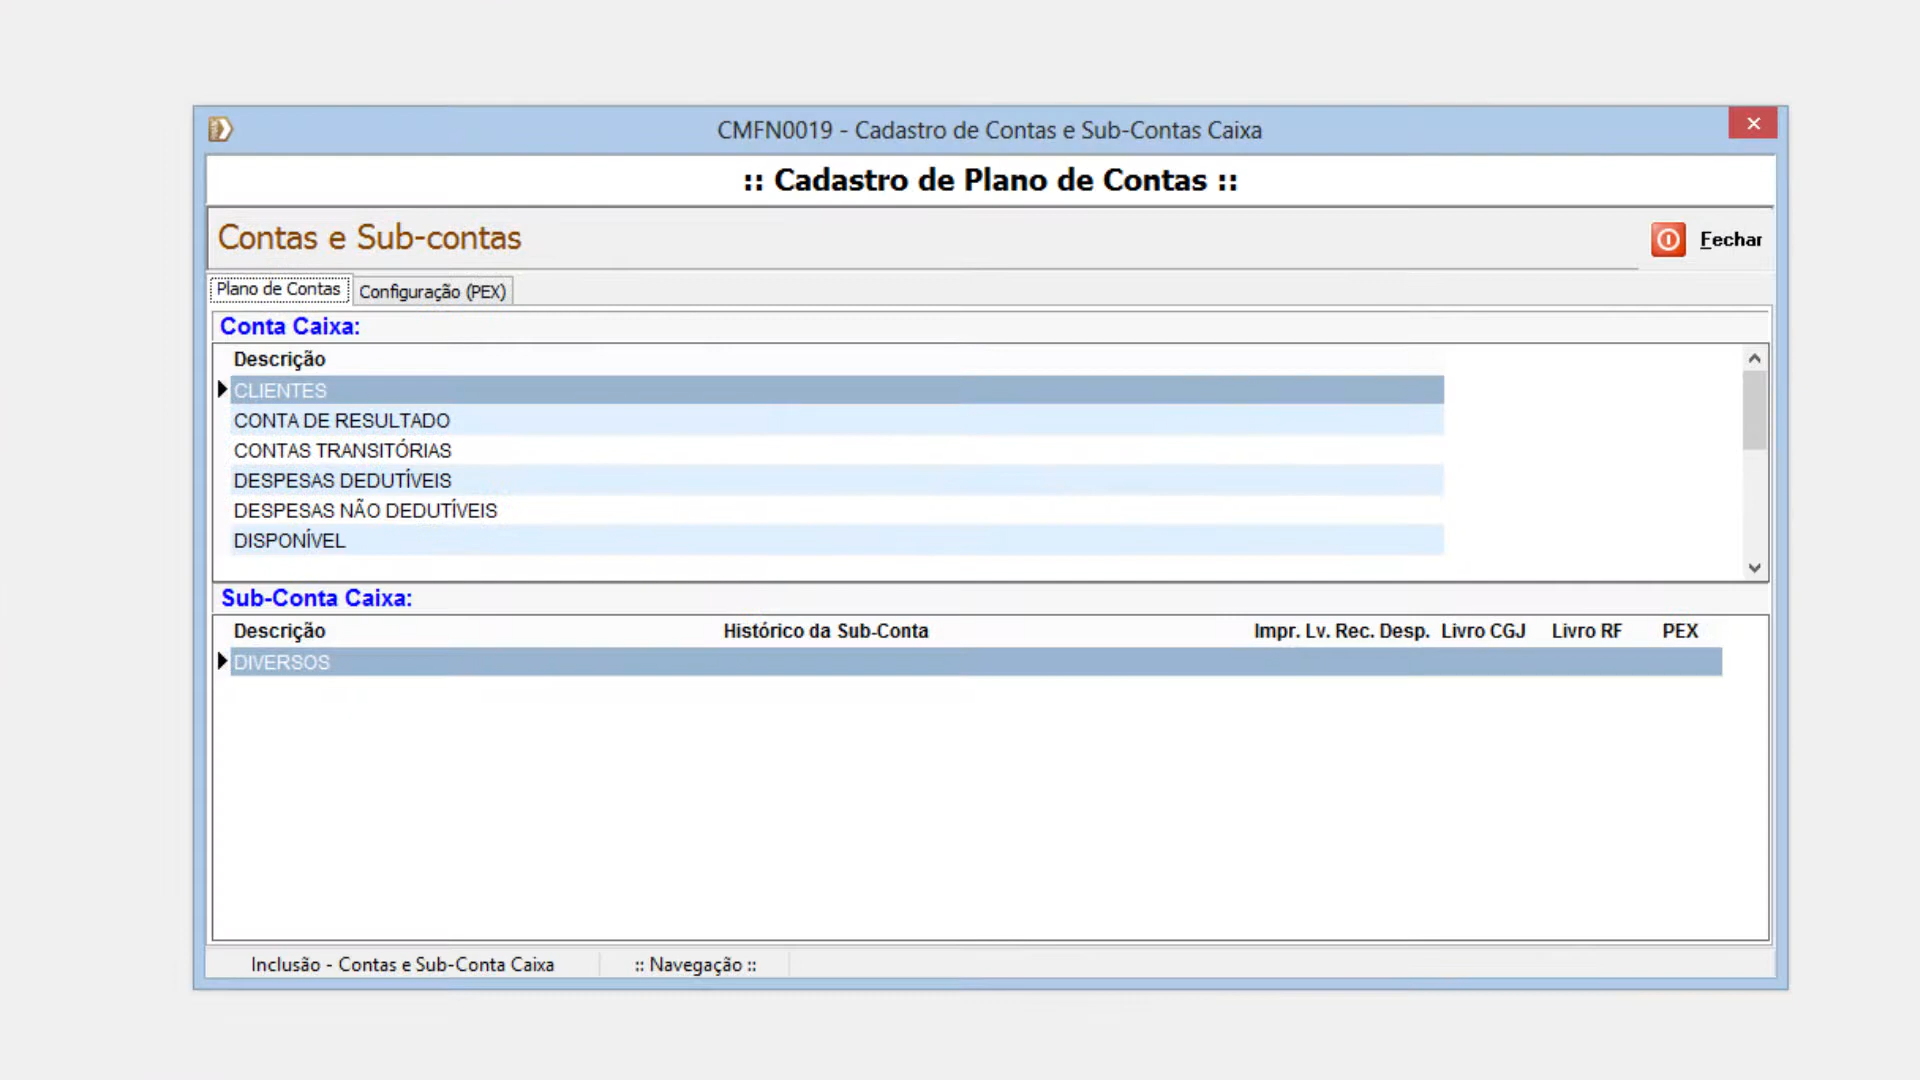 CMFN0019 - Cadastro de Contas e Sub-Contas Caixa
:: Cadastro de Plano de Contas ::
Contas e Sub-contas
Fechar
Plano de Contas
Configuração (PEX)
Conta Caixa:
Descrição
CLIENTES
CONTA DE RESULTADO
CONTAS TRANSITÓRIAS
DESPESAS DEDUTÍVEIS
DESPESAS NÃO DEDUTÍVEIS
DISPONÍVEL
Sub-Conta Caixa:
Descrição Histórico da Sub-Conta Impr. Lv. Rec. Desp. Livro CGJ Livro RF PEX
DIVERSOS
Inclusão - Contas e Sub-Conta Caixa :: Navegação ::